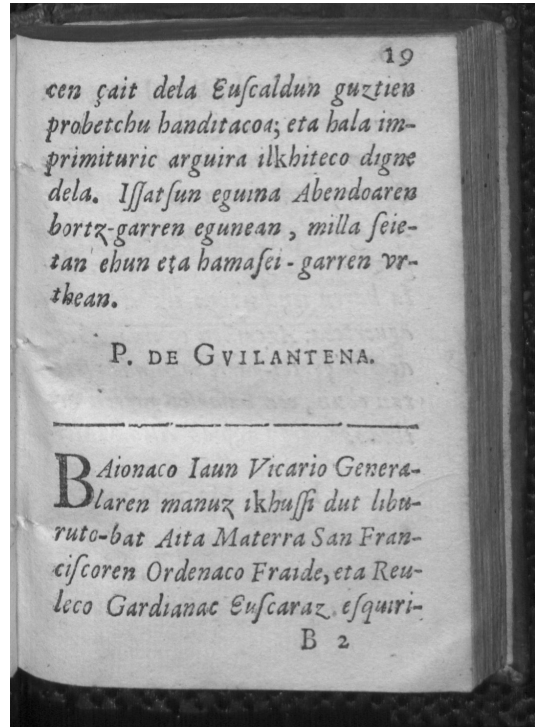 19
cen çait dela Euſcaldun guztien
probetchu handitacoa; eta hala im-
primituric arguira ilkhiteco digne
dela. Iſſatſun eguina Abendoaren
bortz-garren egunean, milla ſeie-
tan ehun eta hamaſei-garren vr-
thean.
P. DE GVILANTENA.
BAionaco Iaun Vicario Genera-
laren manuz ikhuſſi dut libu-
ruto-bat Aita Materra San Fran-
ciſcoren Ordenaco Fraide, eta Reu-
leco Gardianac Euſcaraz eſquiri-
B 2